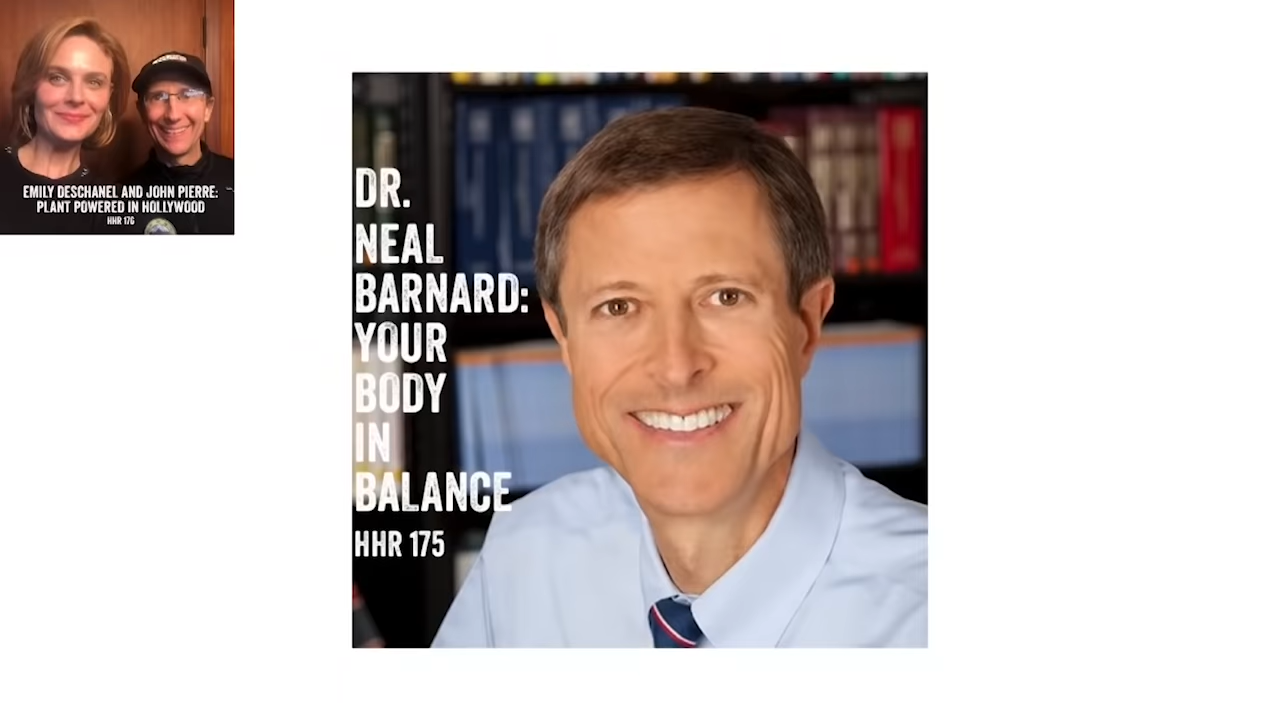 EMILY DESCHANEL AND JOHN PIERRE:
PLANT POWERED IN HOLLYWOOD
HHR 176
DR.
NEAL
BARNARD:
YOUR
BODY
IN
BALANCE
HHR 175